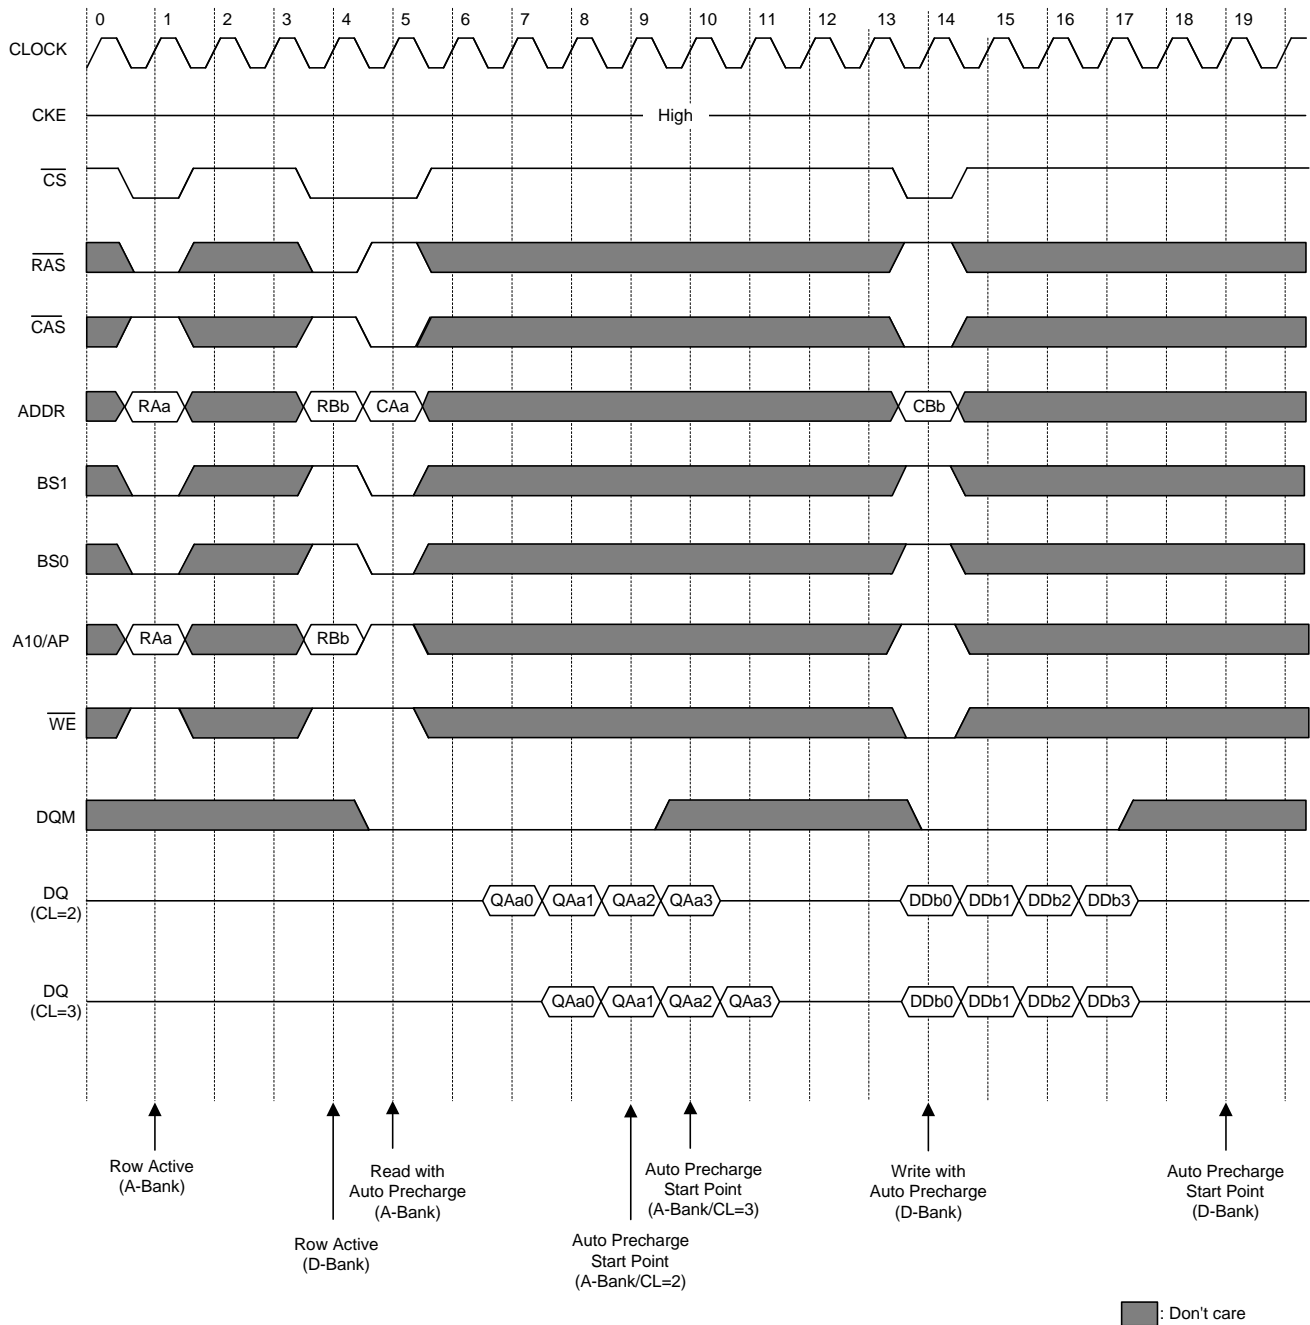 0 1 2 3 4 5 6 7 8 9 10 11 12 13 14 15 16 17 18 19
CLOCK
CKE High
CS
RAS
CAS
ADDR RAa RBb CAa CBb
BS1
BS0
A10/AP RAa RBb
WE
DQM
DQ
(CL=2)
QAa0 QAa1 QAa2 QAa3 DDb0 DDb1 DDb2 DDb3
DQ
(CL=3)
QAa0 QAa1 QAa2 QAa3 DDb0 DDb1 DDb2 DDb3
Row Active
(A-Bank)
Row Active
(D-Bank)
Read with
Auto Precharge
(A-Bank)
Auto Precharge
Start Point
(A-Bank/CL=2)
Auto Precharge
Start Point
(A-Bank/CL=3)
Write with
Auto Precharge
(D-Bank)
Auto Precharge
Start Point
(D-Bank)
: Don't care